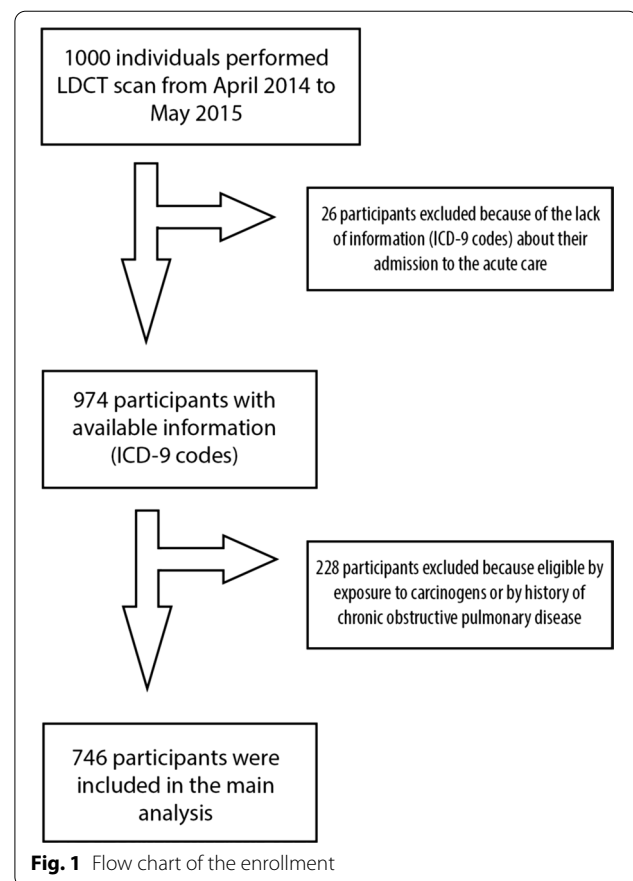 1000 individuals performed
LDCT scan from April 2014 to
May 2015
26 participants excluded because of the lack
of information (ICD-9 codes) about their
admission to the acute care
974 participants with
available information
(ICD-9 codes)
228 participants excluded because eligible by
exposure to carcinogens or by history of
chronic obstructive pulmonary disease
746 participants were
included in the main
analysis
Fig. 1 Flow chart of the enrollment